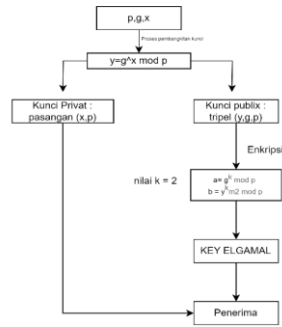 p,g,x
Proses pembangkitan kunci
y=g^x mod p
Kunci Privat :
pasangan (x,p)
Kunci publix :
tripel (y,g,p)
Enkripsi
nilai k = 2
a= g^k mod p
b = y^k m2 mod p
KEY ELGAMAL
Penerima